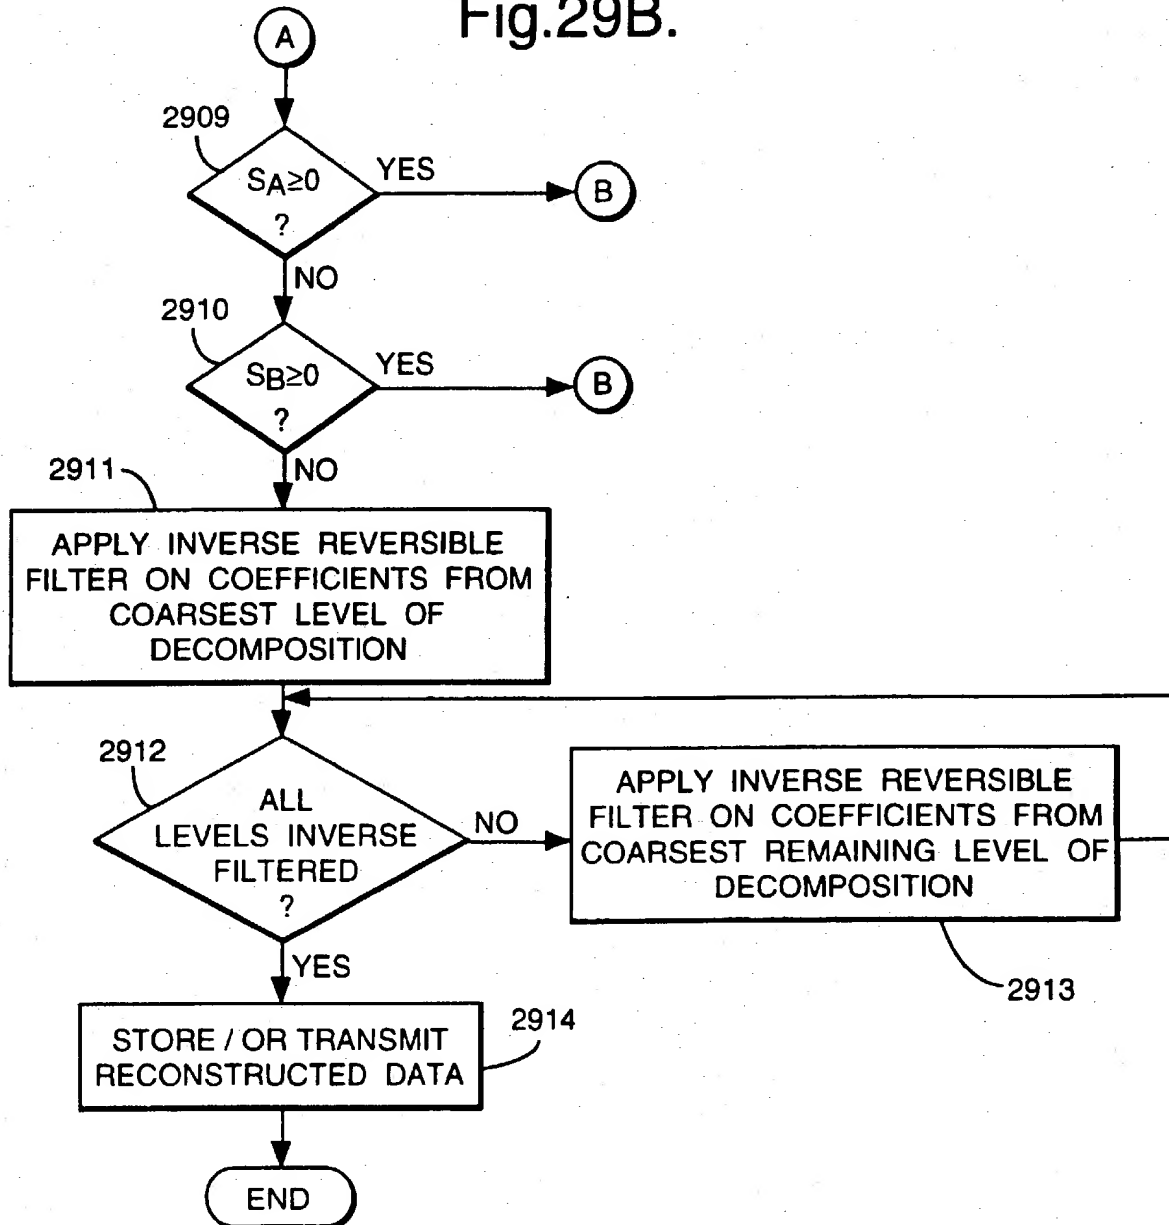 Fig.29B.
A
2909
SA≥0
?
YES
B
NO
2910
SB≥0
?
YES
B
NO
2911
APPLY INVERSE REVERSIBLE
FILTER ON COEFFICIENTS FROM
COARSEST LEVEL OF
DECOMPOSITION
2912
ALL
LEVELS INVERSE
FILTERED
?
NO
APPLY INVERSE REVERSIBLE
FILTER ON COEFFICIENTS FROM
COARSEST REMAINING LEVEL OF
DECOMPOSITION
2913
YES
STORE / OR TRANSMIT
RECONSTRUCTED DATA
2914
END